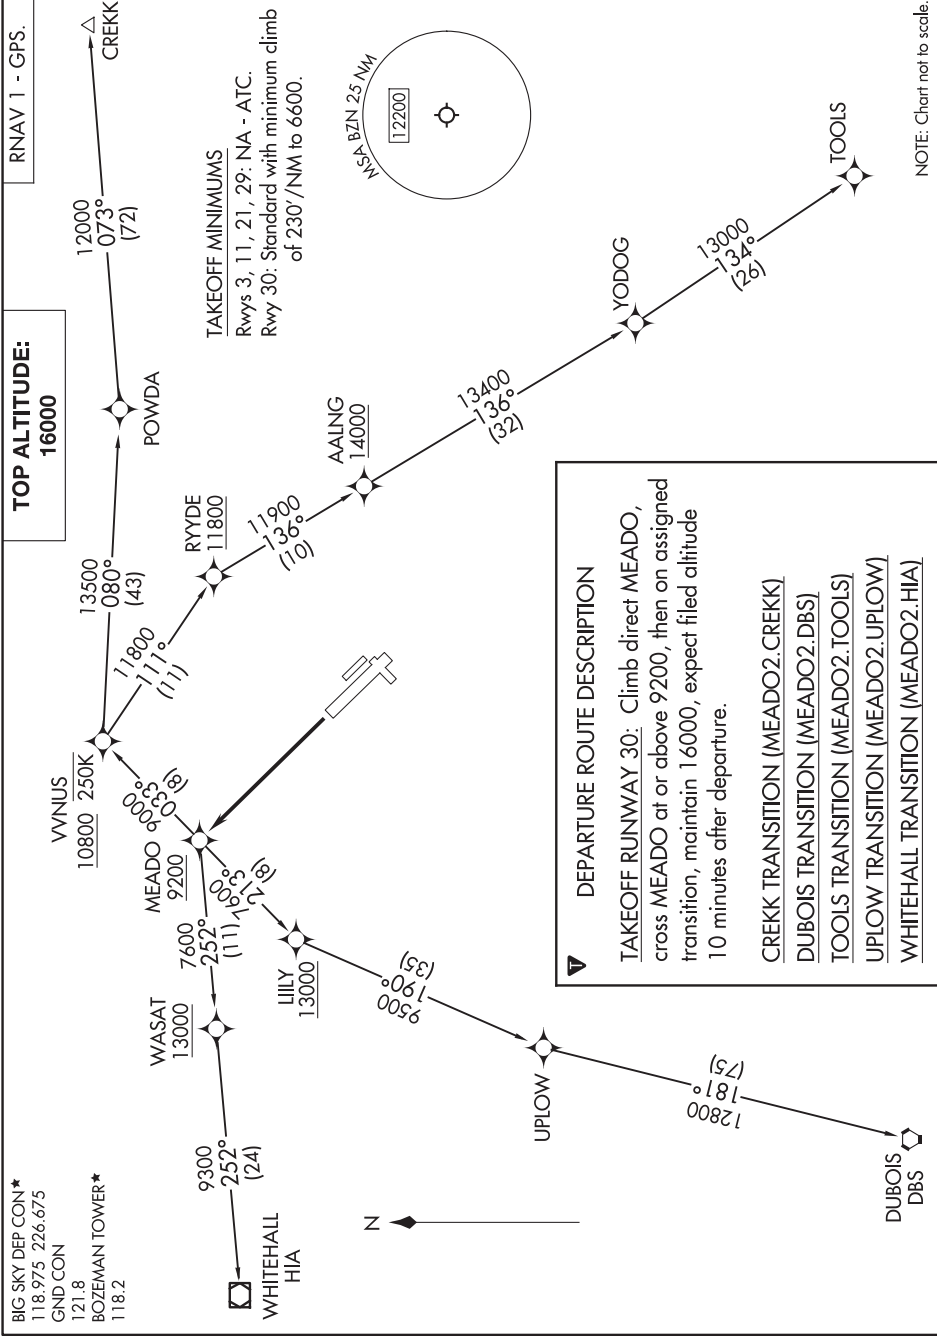 BIG SKY DEP CON★
118.975 226.675
GND CON
121.8
BOZEMAN TOWER★
118.2
TOP ALTITUDE:
16000
RNAV 1 - GPS.
VVNUS
10800 250K
13500
080°
(43)
POWDA
12000
073°
(72)
CREKK
TAKEOFF MINIMUMS
Rwys 3, 11, 21, 29: NA - ATC.
Rwy 30: Standard with minimum climb
of 230'/NM to 6600.
MSA BZN 25 NM
12200
9000
033°
(8)
11800
111°
(11)
RYYDE
11800
11900
136°
(10)
AALNG
14000
13400
136°
(32)
YODOG
13000
134°
(26)
TOOLS
MEADO
9200
7600
252°
(11)
WASAT
13000
9300
252°
(24)
WHITEHALL
HIA
7600
213°
(8)
LIILY
13000
9500
190°
(35)
UPLOW
12800
181°
(75)
DUBOIS
DBS
N
T
DEPARTURE ROUTE DESCRIPTION
TAKEOFF RUNWAY 30: Climb direct MEADO,
cross MEADO at or above 9200, then on assigned
transition, maintain 16000, expect filed altitude
10 minutes after departure.
CREKK TRANSITION (MEADO2.CREKK)
DUBOIS TRANSITION (MEADO2.DBS)
TOOLS TRANSITION (MEADO2.TOOLS)
UPLOW TRANSITION (MEADO2.UPLOW)
WHITEHALL TRANSITION (MEADO2.HIA)
NOTE: Chart not to scale.